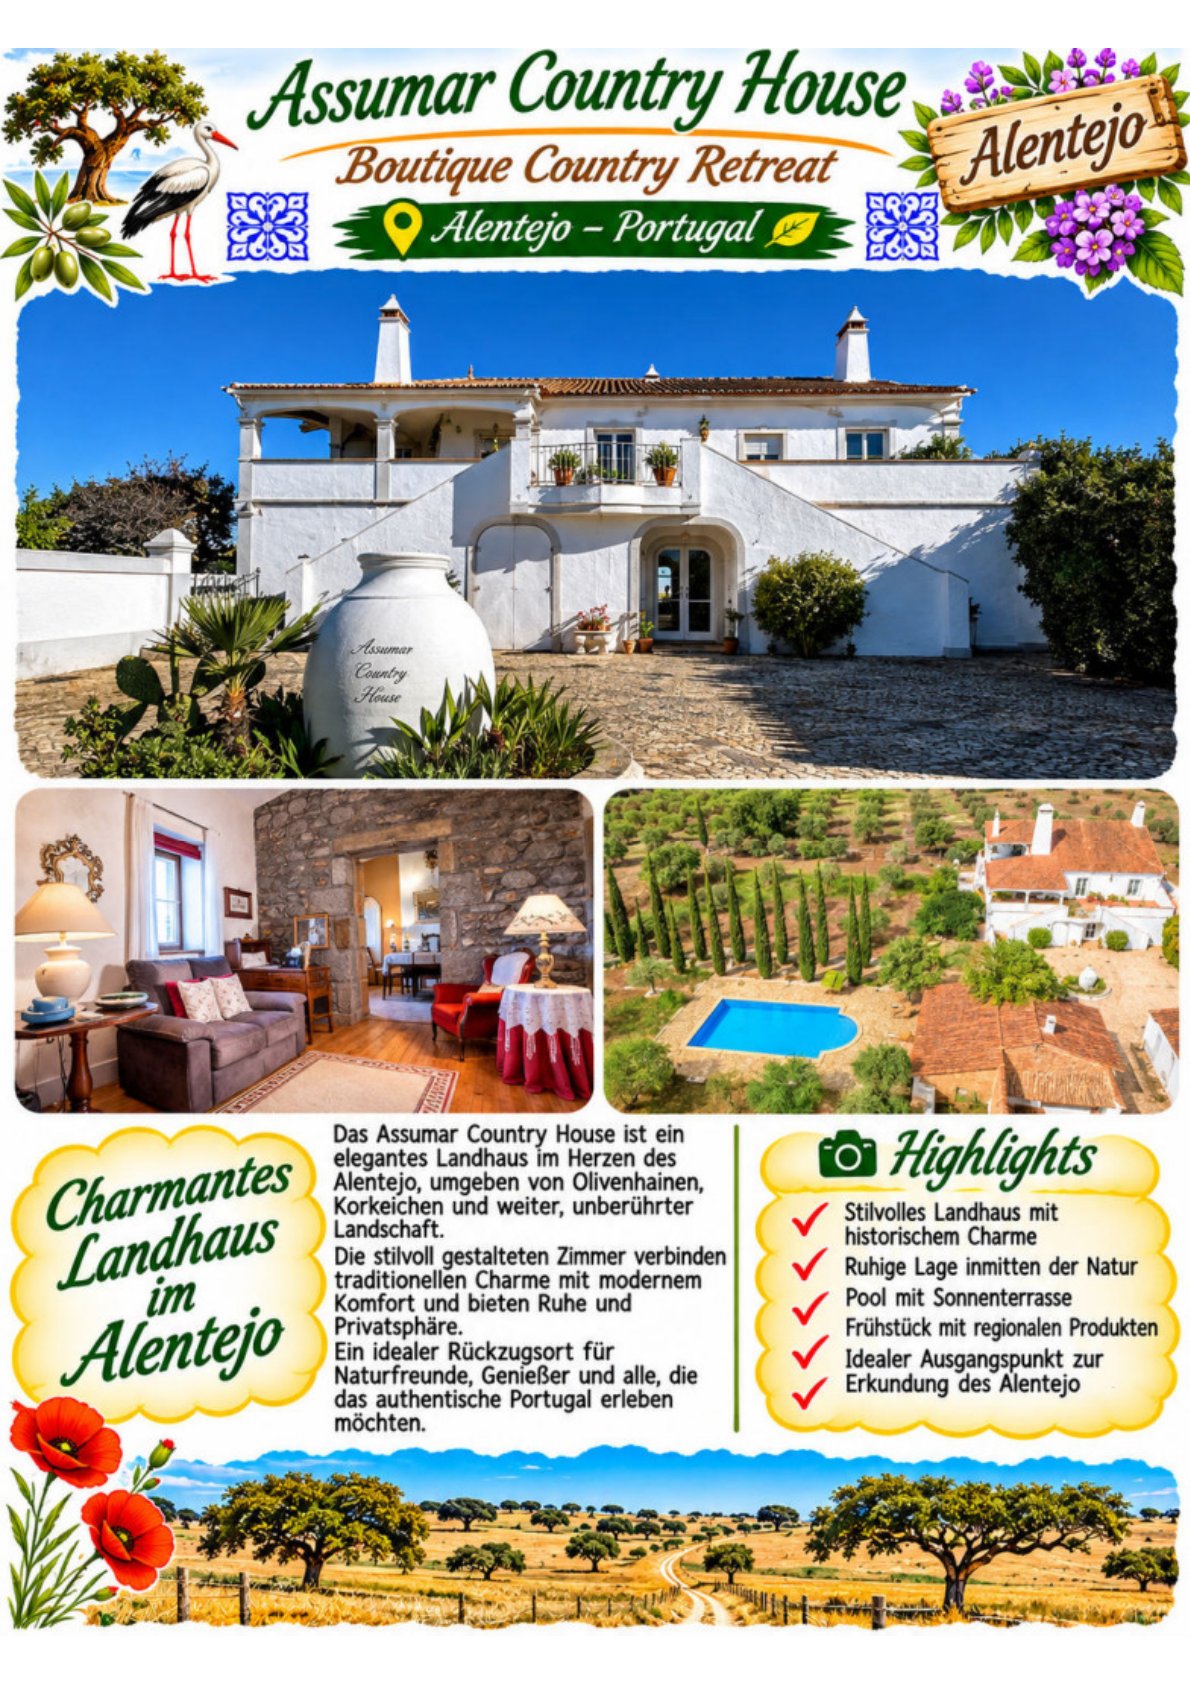 Assumar Country House
Boutique Country Retreat
Alentejo – Portugal
Alentejo
Assumar
Country
House
Charmantes
Landhaus
im
Alentejo
Das Assumar Country House ist ein
elegantes Landhaus im Herzen des
Alentejo, umgeben von Olivenhainen,
Korkeichen und weiter, unberührter
Landschaft.
Die stilvoll gestalteten Zimmer verbinden
traditionellen Charme mit modernem
Komfort und bieten Ruhe und
Privatsphäre.
Ein idealer Rückzugsort für
Naturfreunde, Genießer und alle, die
das authentische Portugal erleben
möchten.
Highlights
Stilvolles Landhaus mit
historischem Charme
Ruhige Lage inmitten der Natur
Pool mit Sonnenterrasse
Frühstück mit regionalen Produkten
Idealer Ausgangspunkt zur
Erkundung des Alentejo